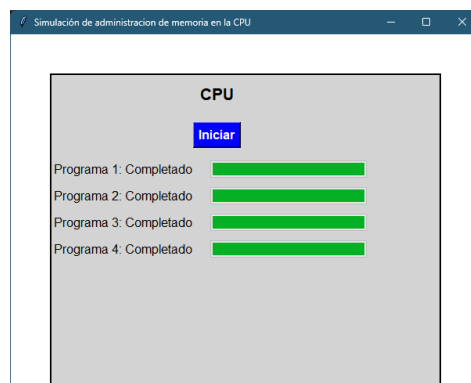 Simulación de administracion de memoria en la CPU
CPU
Iniciar
Programa 1: Completado
Programa 2: Completado
Programa 3: Completado
Programa 4: Completado